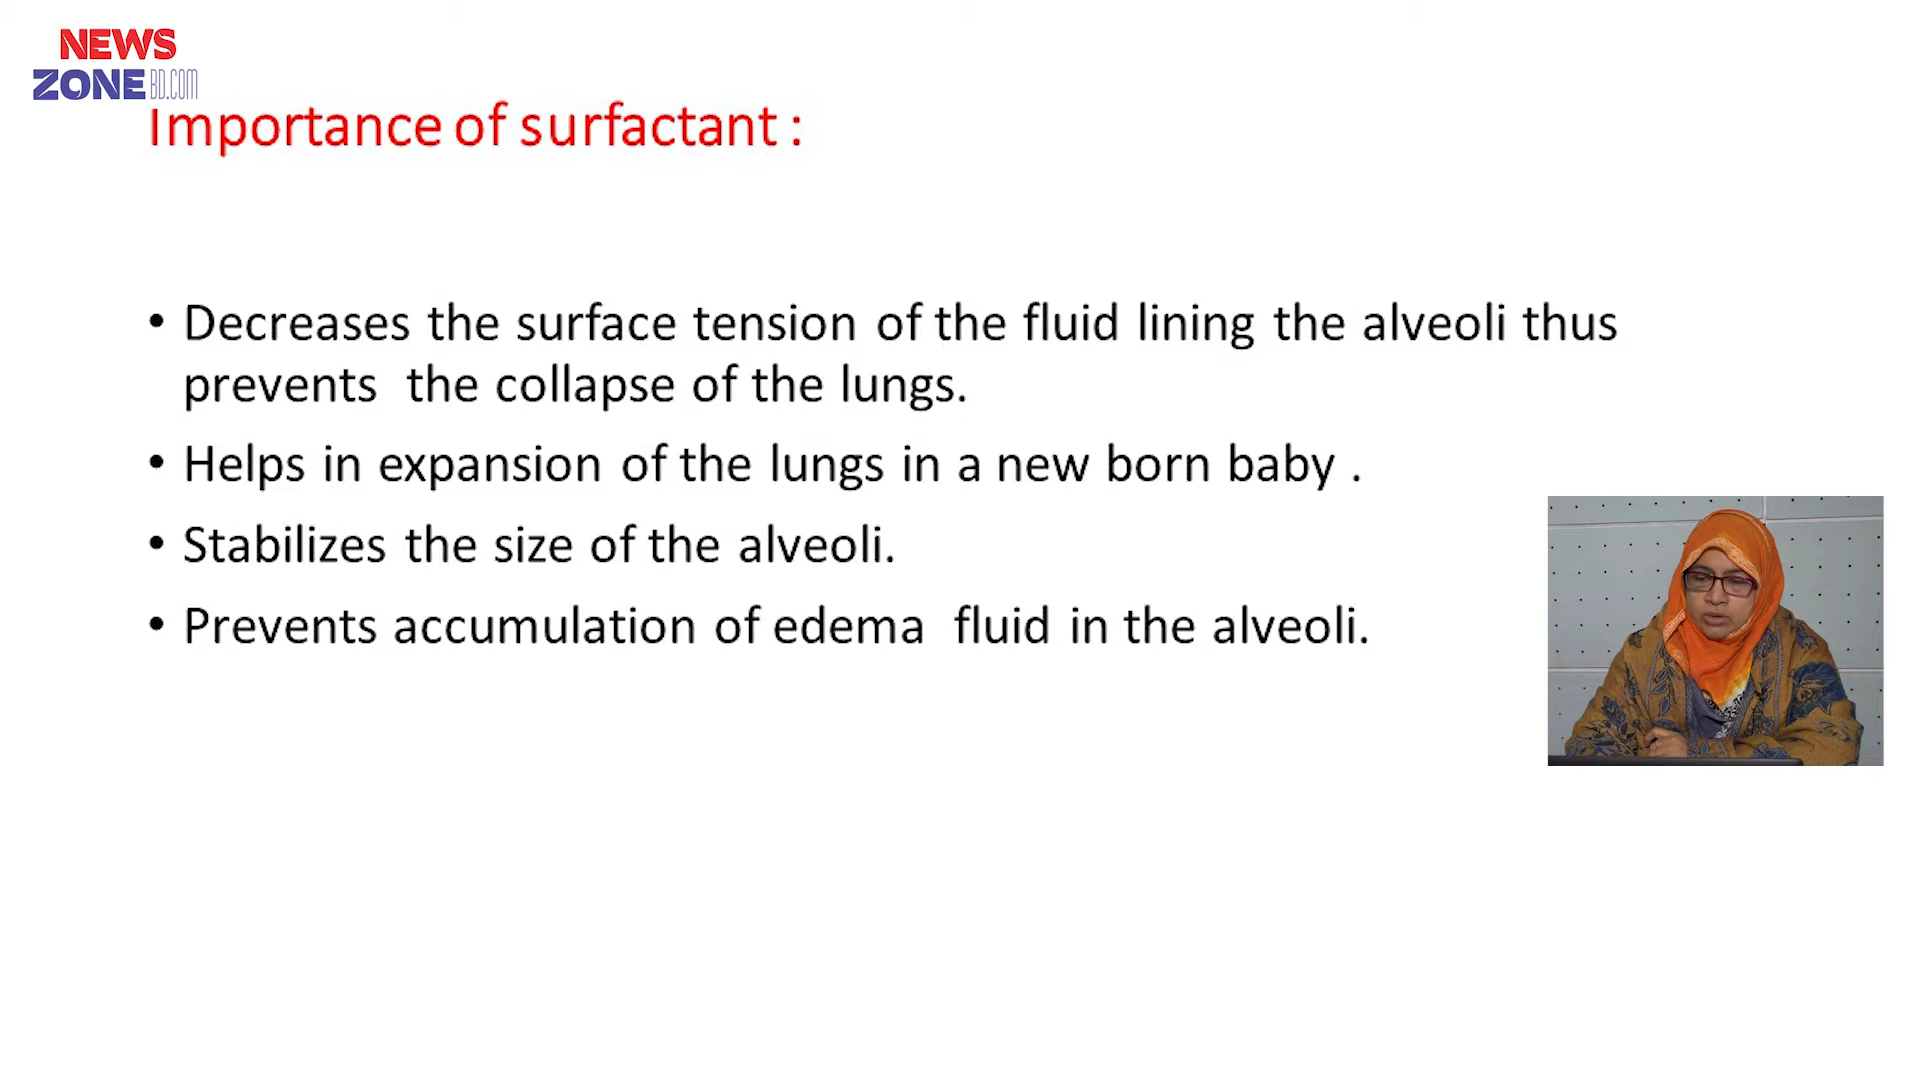 NEWS
ZONE BD.COM
Importance of surfactant :
• Decreases the surface tension of the fluid lining the alveoli thus
prevents the collapse of the lungs.
• Helps in expansion of the lungs in a new born baby .
• Stabilizes the size of the alveoli.
• Prevents accumulation of edema fluid in the alveoli.